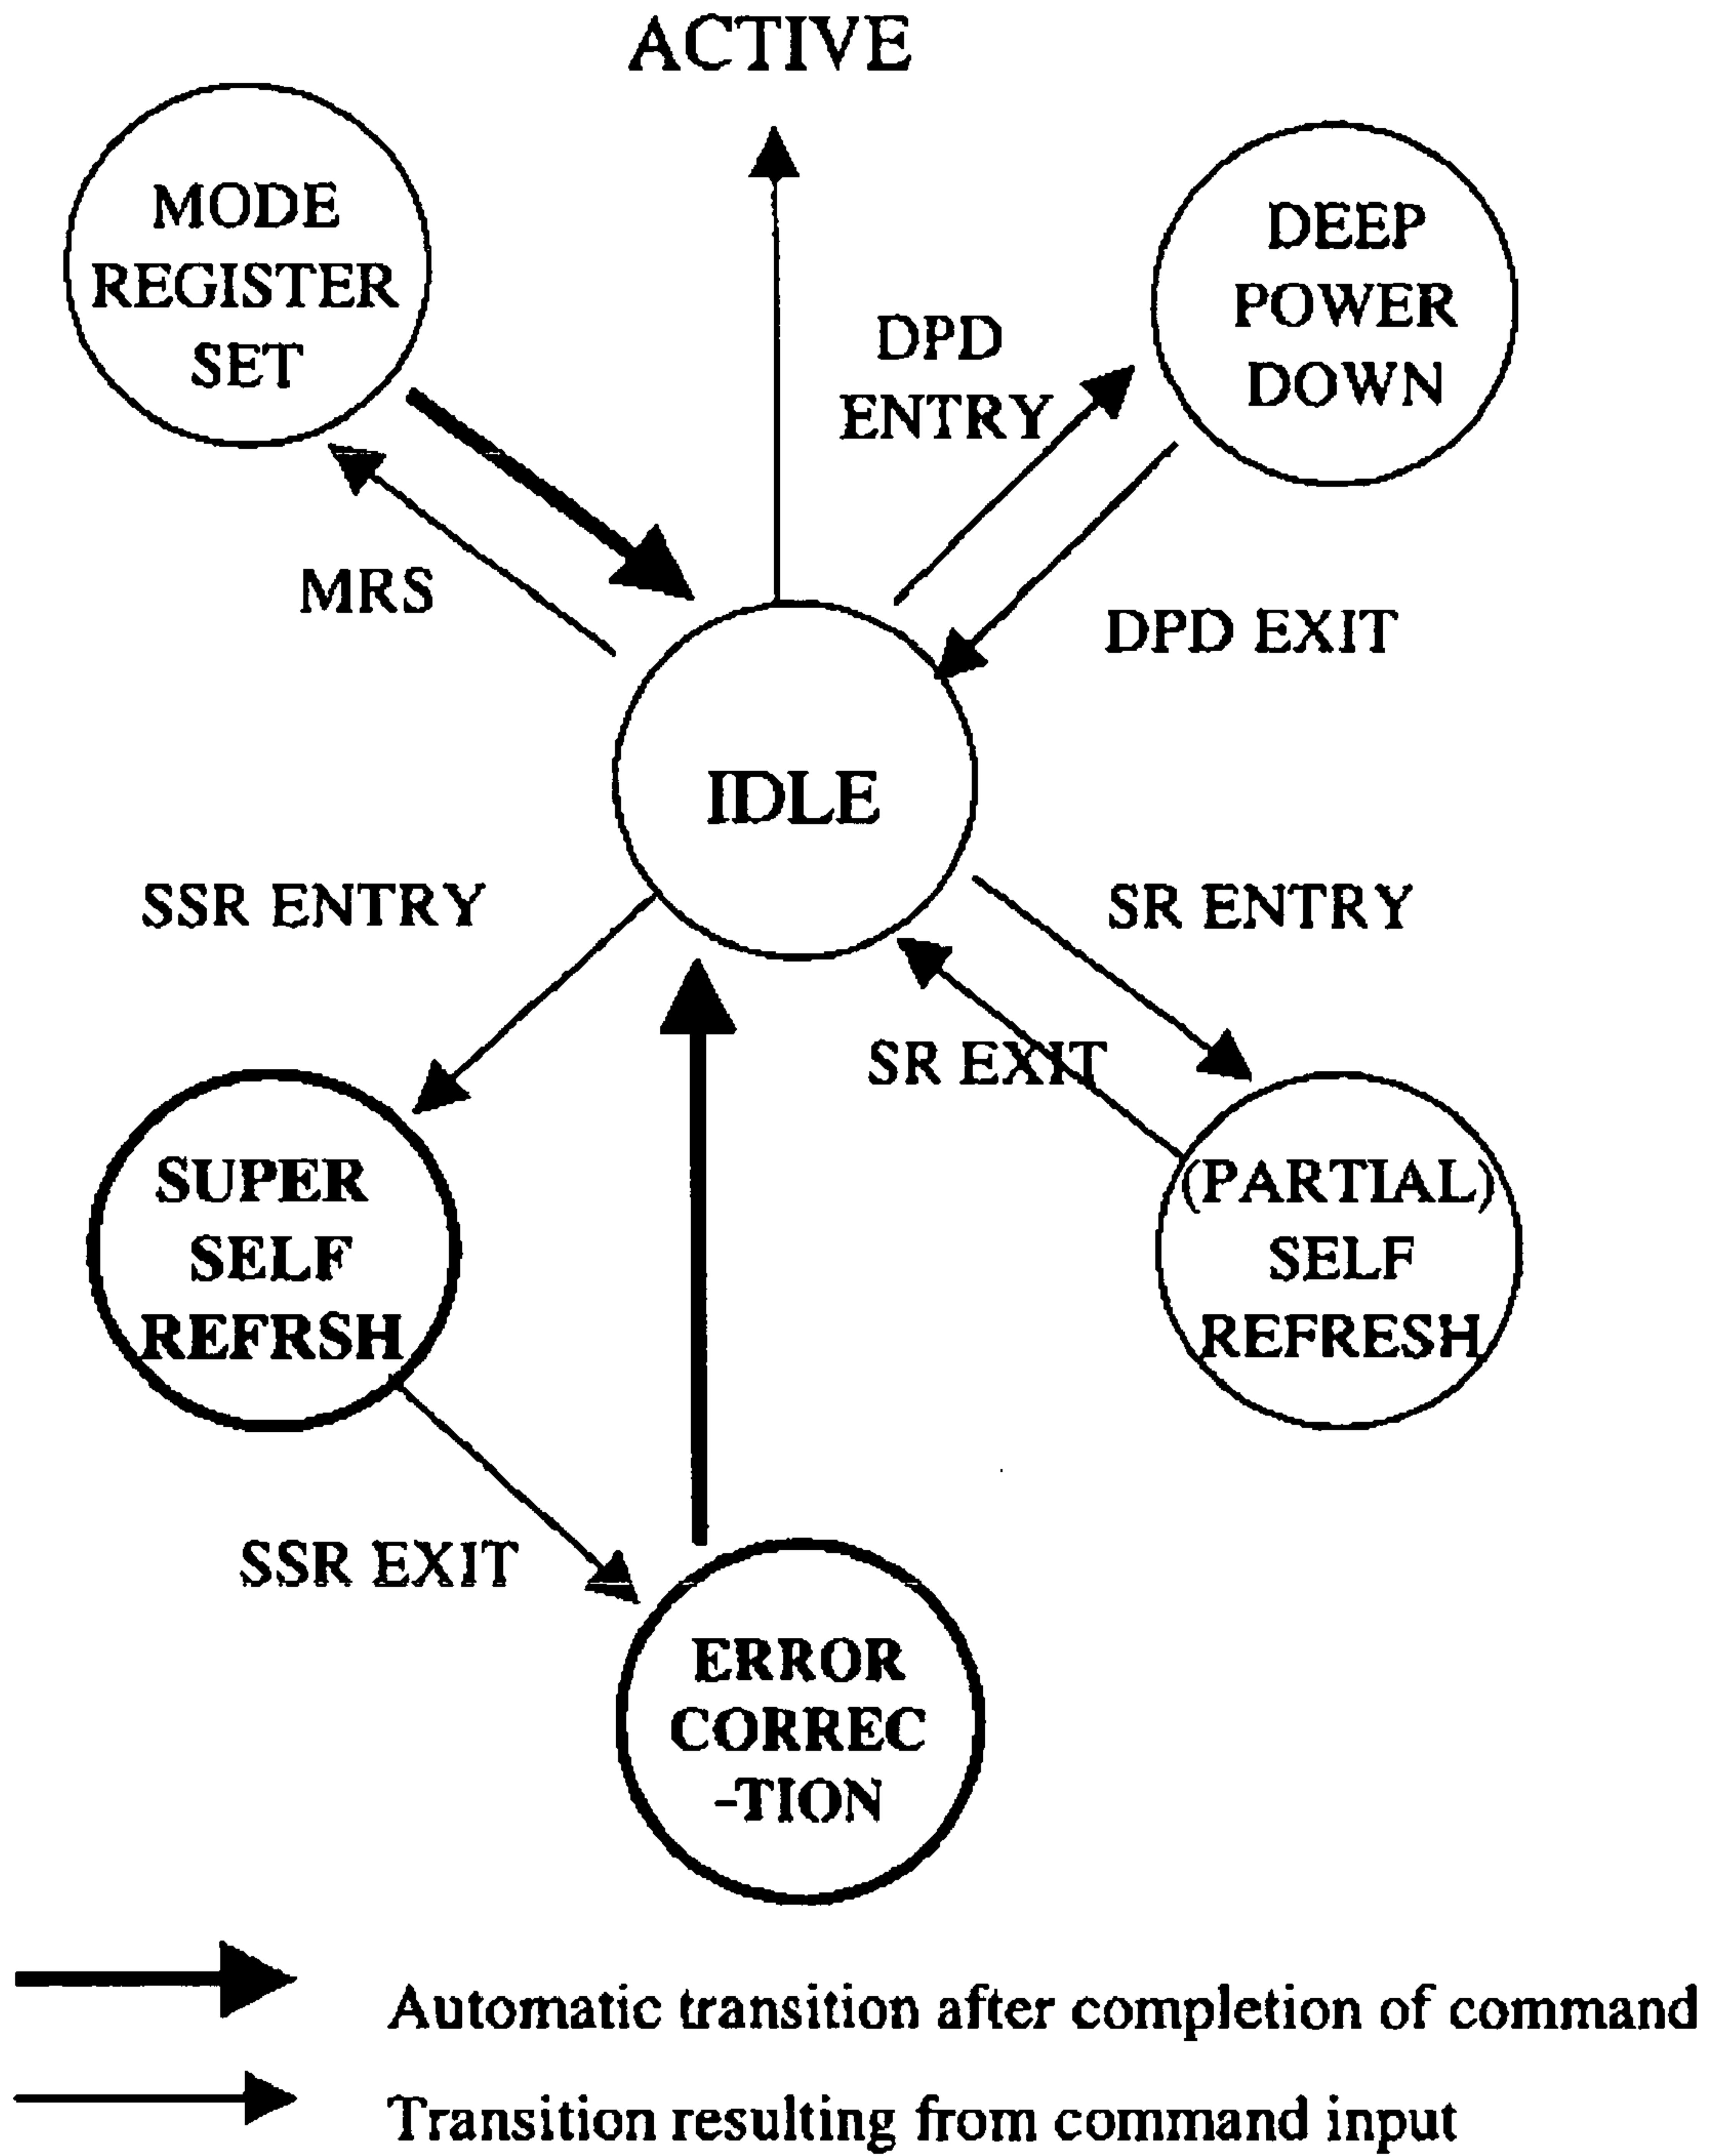 ACTIVE
MODE
REGISTER
SET
DEEP
POWER
DOWN
DPD
ENTRY
MRS
DPD EXIT
IDLE
SSR ENTRY
SR ENTRY
SR EXIT
SUPER
SELF
REFRSH
(PARTIAL)
SELF
REFRESH
SSR EXIT
ERROR
CORREC
-TION
Automatic transition after completion of command
Transition resulting from command input